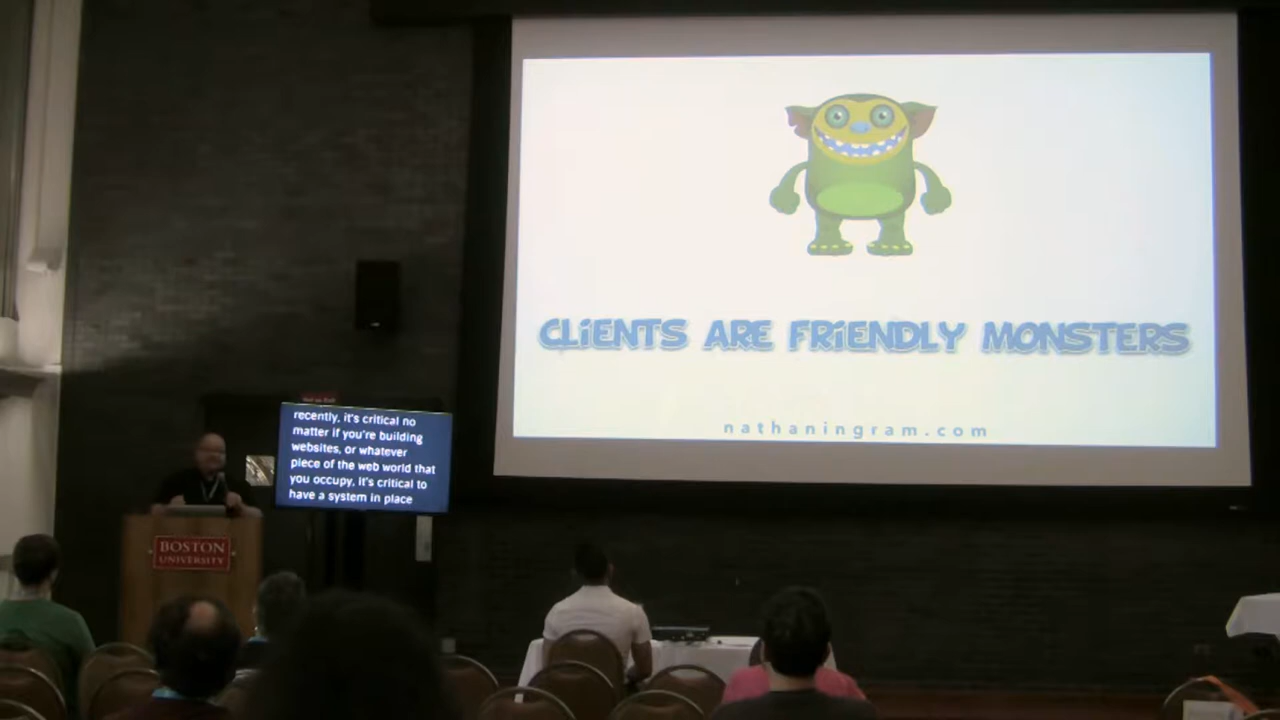 CLiENTS ARE FRiENDLY MONSTERS
nathaningram.com
recently, it's critical no
matter if you're building
websites, or whatever
piece of the web world that
you occupy, it's critical to
have a system in place
BOSTON
UNIVERSITY